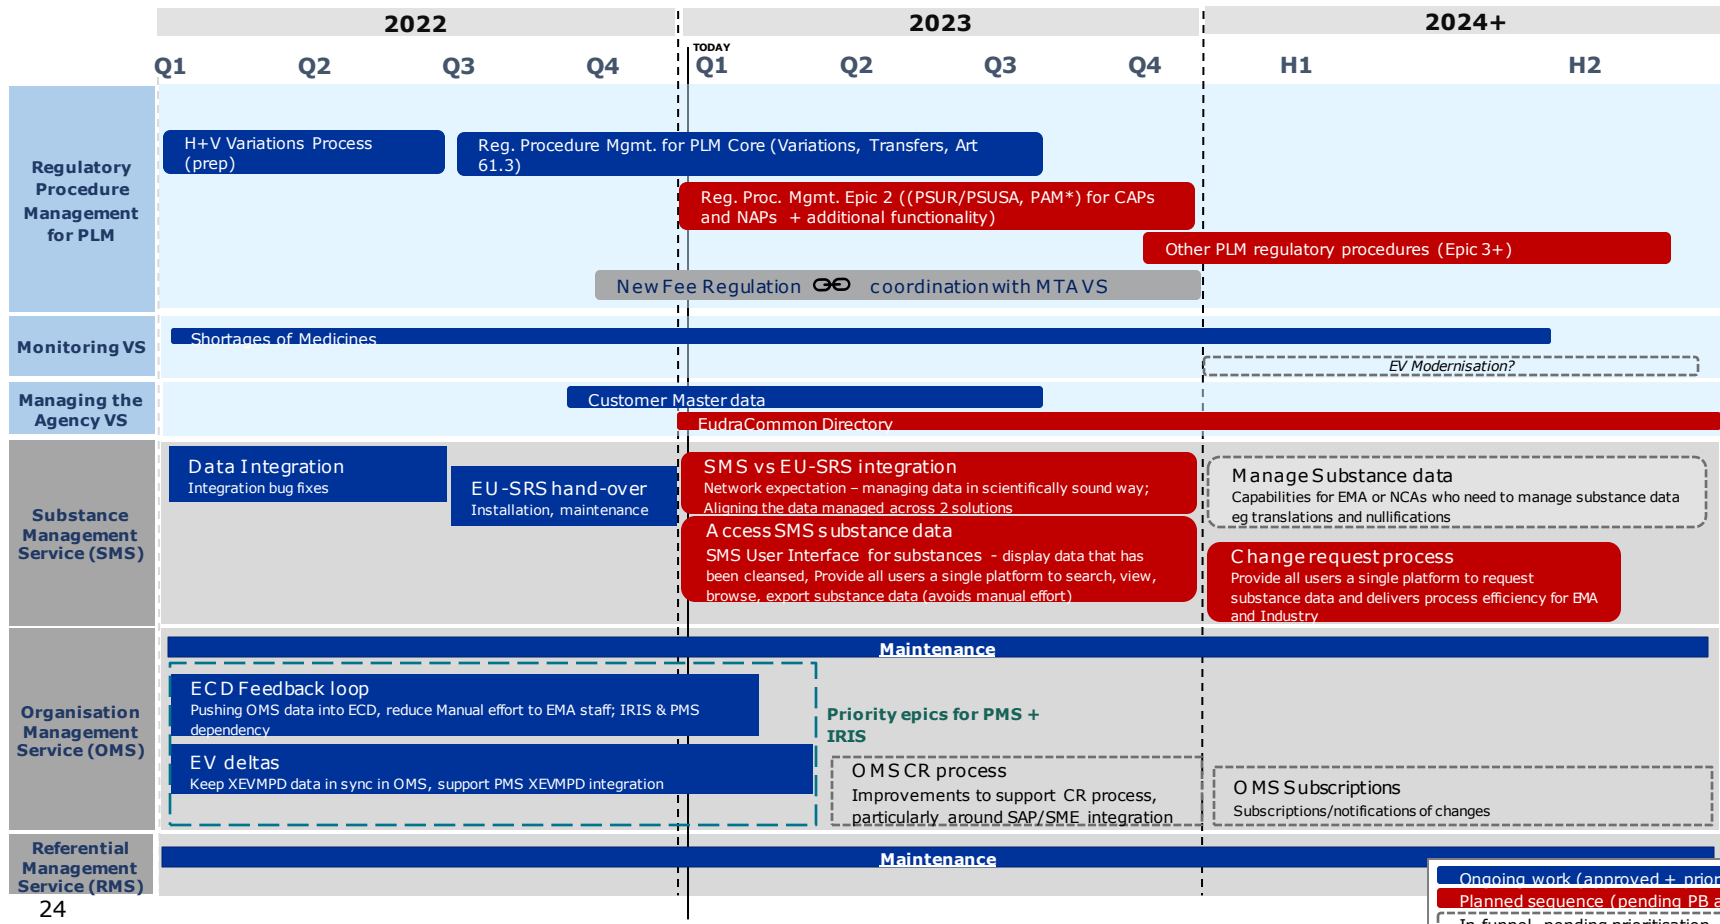 2022
2023
2024+
TODAY
Q1
Q2
Q3
Q4
Q1
Q2
Q3
Q4
H1
H2
Regulatory
Procedure
Management
for PLM
H+V Variations Process
(prep)
Reg. Procedure Mgmt. for PLM Core (Variations, Transfers, Art
61.3)
Reg. Proc. Mgmt. Epic 2 ((PSUR/PSUSA, PAM*) for CAPs
and NAPs + additional functionality)
Other PLM regulatory procedures (Epic 3+)
New Fee Regulation coordination with MTA VS
Monitoring VS
Shortages of Medicines
EV Modernisation?
Managing the
Agency VS
Customer Master data
EudraCommon Directory
Substance
Management
Service (SMS)
Data Integration
Integration bug fixes
EU-SRS hand-over
Installation, maintenance
SMS vs EU-SRS integration
Network expectation – managing data in scientifically sound way;
Aligning the data managed across 2 solutions
Access SMS substance data
SMS User Interface for substances - display data that has
been cleansed, Provide all users a single platform to search, view,
browse, export substance data (avoids manual effort)
Manage Substance data
Capabilities for EMA or NCAs who need to manage substance data
eg translations and nullifications
Change request process
Provide all users a single platform to request
substance data and delivers process efficiency for EMA
and Industry
Organisation
Management
Service (OMS)
Maintenance
ECD Feedback loop
Pushing OMS data into ECD, reduce Manual effort to EMA staff; IRIS & PMS
dependency
EV deltas
Keep XEVMPD data in sync in OMS, support PMS XEVMPD integration
Priority epics for PMS +
IRIS
OMS CR process
Improvements to support CR process,
particularly around SAP/SME integration
OMS Subscriptions
Subscriptions/notifications of changes
Referential
Management
Service (RMS)
Maintenance
Ongoing work (approved + prior
Planned sequence (pending PB a
In funnel, pending prioritisation
24